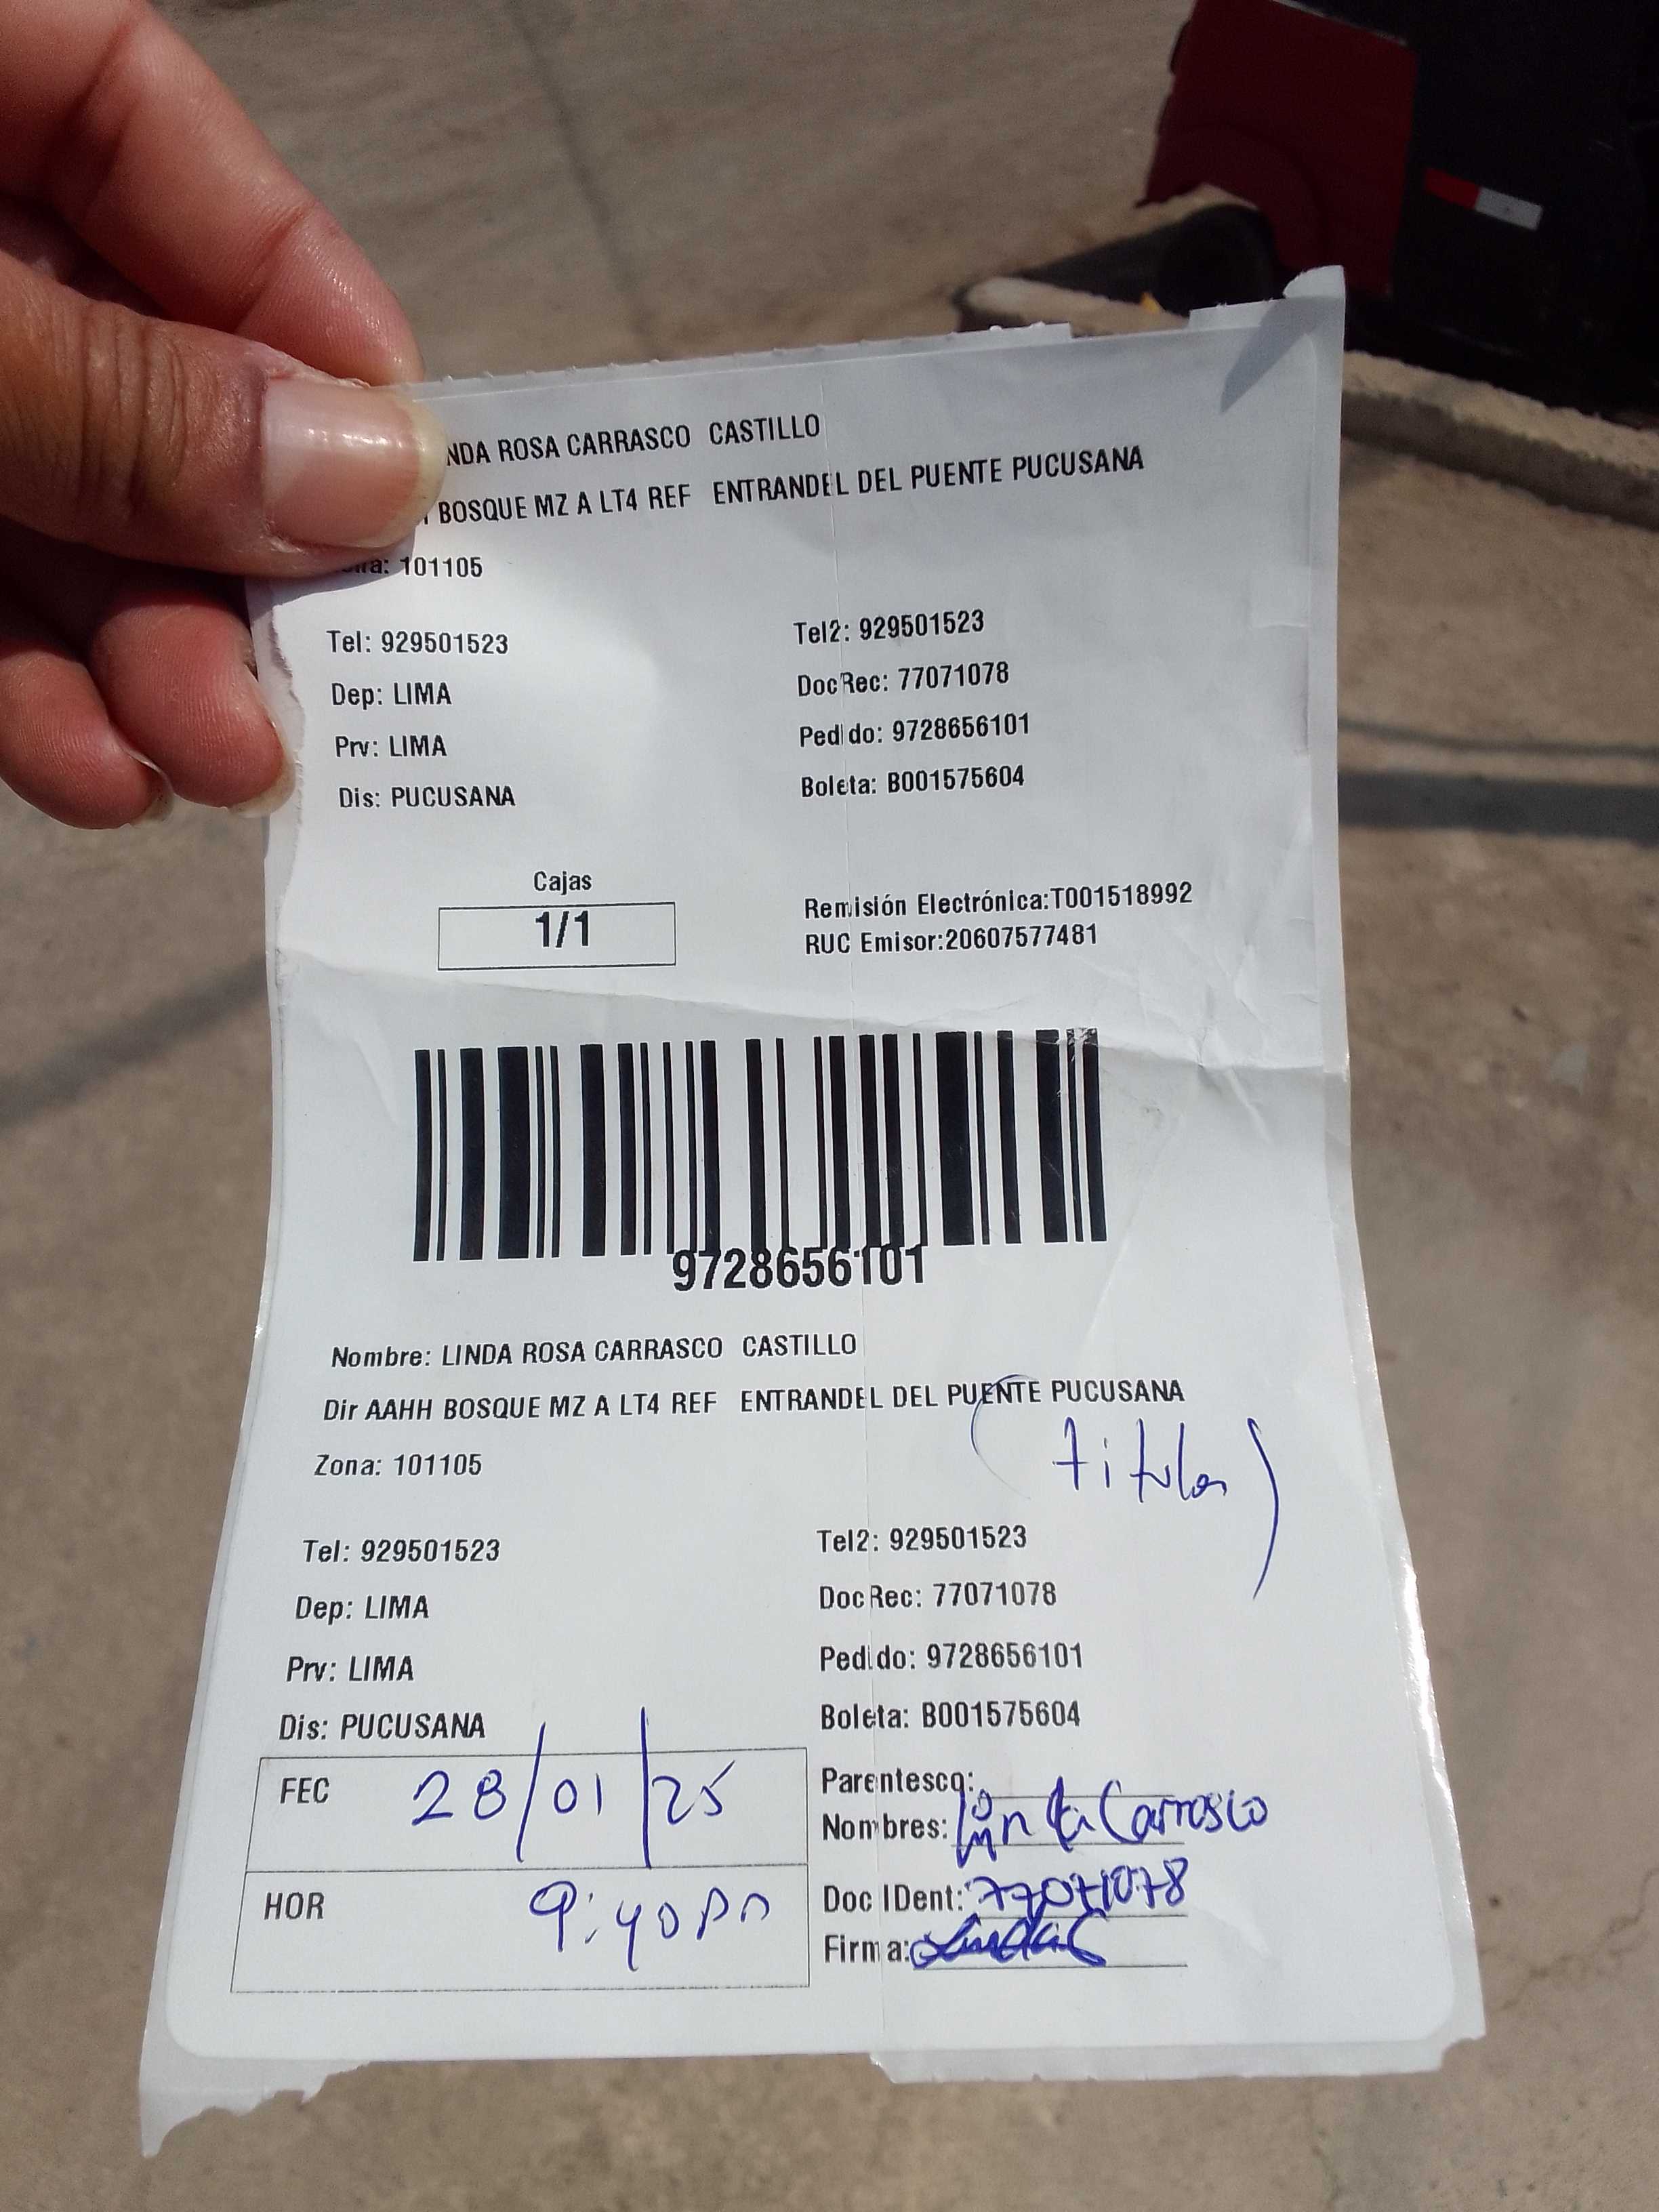 NDA ROSA CARRASCO CASTILLO
BOSQUE MZ A LT4 REF ENTRANDEL DEL PUENTE PUCUSANA
101105
Tel: 929501523
Tel2: 929501523
Dep: LIMA
DocRec: 77071078
Prv: LIMA
Pedido: 9728656101
Dis: PUCUSANA
Boleta: B001575604
Cajas
1/1
Remisión Electrónica:T001518992
RUC Emisor:20607577481
9728656101
Nombre: LINDA ROSA CARRASCO CASTILLO
Dir AAHH BOSQUE MZ A LT4 REF ENTRANDEL DEL PUENTE PUCUSANA
Zona: 101105
(titular)
Tel: 929501523
Tel2: 929501523
Dep: LIMA
DocRec: 77071078
Prv: LIMA
Pedido: 9728656101
Dis: PUCUSANA
Boleta: B001575604
FEC 28/01/25
Parentesco:
Nombres: Linda Carrasco
HOR 9:40 pm
Doc IDent: 77071078
Firma: